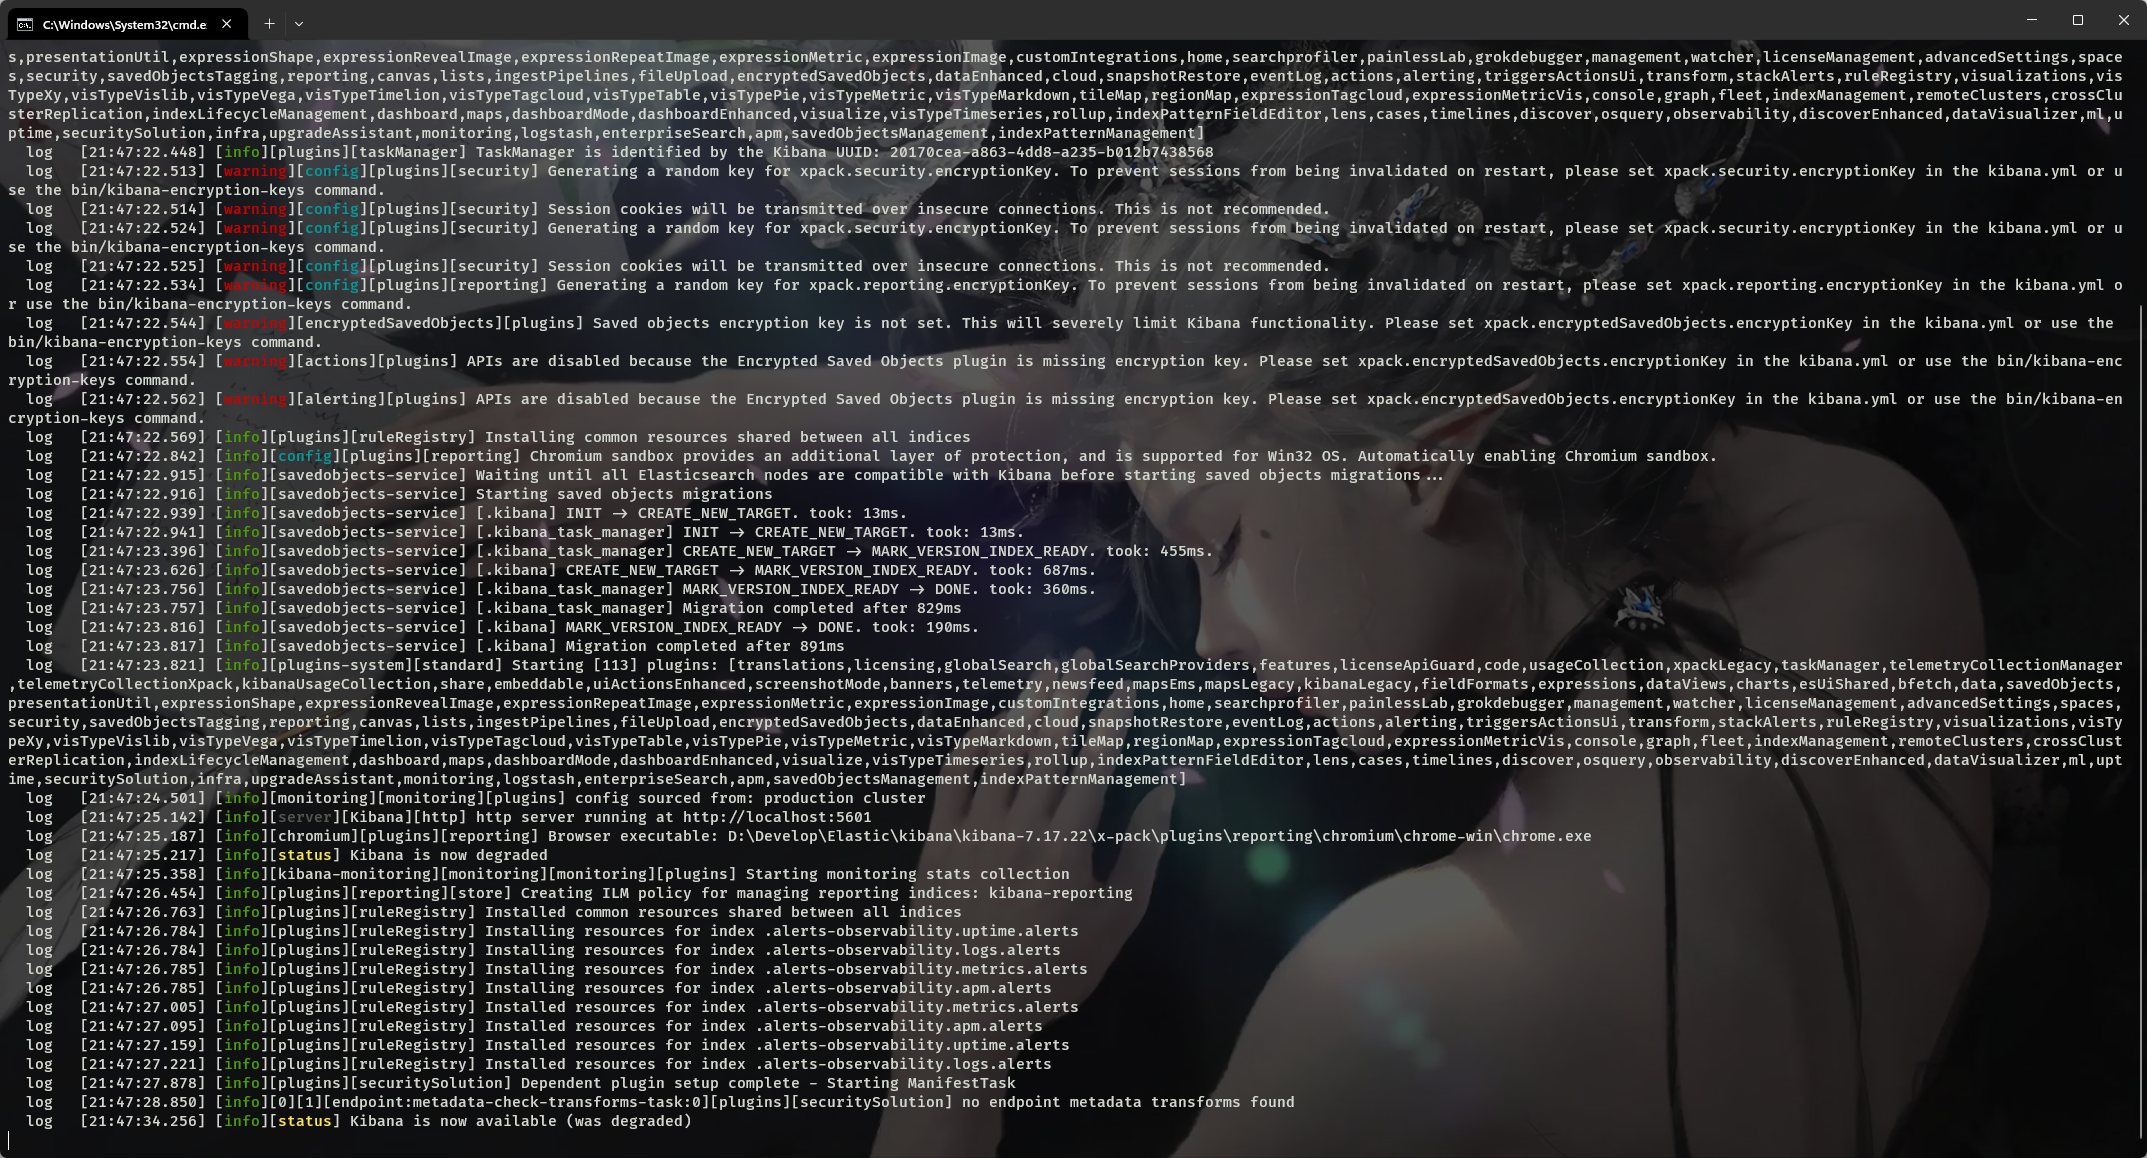 C:\Windows\System32\cmd.e
s,presentationUtil,expressionShape,expressionRevealImage,expressionRepeatImage,expressionMetric,expressionImage,customIntegrations,home,searchprofiler,painlessLab,grokdebugger,management,watcher,licenseManagement,advancedSettings,space
s,security,savedObjectsTagging,reporting,canvas,lists,ingestPipelines,fileUpload,encryptedSavedObjects,dataEnhanced,cloud,snapshotRestore,eventLog,actions,alerting,triggersActionsUi,transform,stackAlerts,ruleRegistry,visualizations,vis
TypeXy,visTypeVislib,visTypeVega,visTypeTimelion,visTypeTagcloud,visTypeTable,visTypePie,visTypeMetric,visTypeMarkdown,tileMap,regionMap,expressionTagcloud,expressionMetricVis,console,graph,fleet,indexManagement,remoteClusters,crossClu
sterReplication,indexLifecycleManagement,dashboard,maps,dashboardMode,dashboardEnhanced,visualize,visTypeTimeseries,rollup,indexPatternFieldEditor,lens,cases,timelines,discover,osquery,observability,discoverEnhanced,dataVisualizer,ml,u
ptime,securitySolution,infra,upgradeAssistant,monitoring,logstash,enterpriseSearch,apm,savedObjectsManagement,indexPatternManagement]
log [21:47:22.448] [info][plugins][taskManager] TaskManager is identified by the Kibana UUID: 20170cea-a863-4dd8-a235-b012b7438568
log [21:47:22.513] [warning][config][plugins][security] Generating a random key for xpack.security.encryptionKey. To prevent sessions from being invalidated on restart, please set xpack.security.encryptionKey in the kibana.yml or u
se the bin/kibana-encryption-keys command.
log [21:47:22.514] [warning][config][plugins][security] Session cookies will be transmitted over insecure connections. This is not recommended.
log [21:47:22.524] [warning][config][plugins][security] Generating a random key for xpack.security.encryptionKey. To prevent sessions from being invalidated on restart, please set xpack.security.encryptionKey in the kibana.yml or u
se the bin/kibana-encryption-keys command.
log [21:47:22.525] [warning][config][plugins][security] Session cookies will be transmitted over insecure connections. This is not recommended.
log [21:47:22.534] [warning][config][plugins][reporting] Generating a random key for xpack.reporting.encryptionKey. To prevent sessions from being invalidated on restart, please set xpack.reporting.encryptionKey in the kibana.yml o
r use the bin/kibana-encryption-keys command.
log [21:47:22.544] [warning][encryptedSavedObjects][plugins] Saved objects encryption key is not set. This will severely limit Kibana functionality. Please set xpack.encryptedSavedObjects.encryptionKey in the kibana.yml or use the
bin/kibana-encryption-keys command.
log [21:47:22.554] [warning][actions][plugins] APIs are disabled because the Encrypted Saved Objects plugin is missing encryption key. Please set xpack.encryptedSavedObjects.encryptionKey in the kibana.yml or use the bin/kibana-enc
ryption-keys command.
log [21:47:22.562] [warning][alerting][plugins] APIs are disabled because the Encrypted Saved Objects plugin is missing encryption key. Please set xpack.encryptedSavedObjects.encryptionKey in the kibana.yml or use the bin/kibana-en
cryption-keys command.
log [21:47:22.569] [info][plugins][ruleRegistry] Installing common resources shared between all indices
log [21:47:22.842] [info][config][plugins][reporting] Chromium sandbox provides an additional layer of protection, and is supported for Win32 OS. Automatically enabling Chromium sandbox.
log [21:47:22.915] [info][savedobjects-service] Waiting until all Elasticsearch nodes are compatible with Kibana before starting saved objects migrations...
log [21:47:22.916] [info][savedobjects-service] Starting saved objects migrations
log [21:47:22.939] [info][savedobjects-service] [.kibana] INIT -> CREATE_NEW_TARGET. took: 13ms.
log [21:47:22.941] [info][savedobjects-service] [.kibana_task_manager] INIT -> CREATE_NEW_TARGET. took: 13ms.
log [21:47:23.396] [info][savedobjects-service] [.kibana_task_manager] CREATE_NEW_TARGET -> MARK_VERSION_INDEX_READY. took: 455ms.
log [21:47:23.626] [info][savedobjects-service] [.kibana] CREATE_NEW_TARGET -> MARK_VERSION_INDEX_READY. took: 687ms.
log [21:47:23.756] [info][savedobjects-service] [.kibana_task_manager] MARK_VERSION_INDEX_READY -> DONE. took: 360ms.
log [21:47:23.757] [info][savedobjects-service] [.kibana_task_manager] Migration completed after 829ms
log [21:47:23.816] [info][savedobjects-service] [.kibana] MARK_VERSION_INDEX_READY -> DONE. took: 190ms.
log [21:47:23.817] [info][savedobjects-service] [.kibana] Migration completed after 891ms
log [21:47:23.821] [info][plugins-system][standard] Starting [113] plugins: [translations,licensing,globalSearch,globalSearchProviders,features,licenseApiGuard,code,usageCollection,xpackLegacy,taskManager,telemetryCollectionManager
,telemetryCollectionXpack,kibanaUsageCollection,share,embeddable,uiActionsEnhanced,screenshotMode,banners,telemetry,newsfeed,mapsEms,mapsLegacy,kibanaLegacy,fieldFormats,expressions,dataViews,charts,esUiShared,bfetch,data,savedObjects,
presentationUtil,expressionShape,expressionRevealImage,expressionRepeatImage,expressionMetric,expressionImage,customIntegrations,home,searchprofiler,painlessLab,grokdebugger,management,watcher,licenseManagement,advancedSettings,spaces,
security,savedObjectsTagging,reporting,canvas,lists,ingestPipelines,fileUpload,encryptedSavedObjects,dataEnhanced,cloud,snapshotRestore,eventLog,actions,alerting,triggersActionsUi,transform,stackAlerts,ruleRegistry,visualizations,visTy
peXy,visTypeVislib,visTypeVega,visTypeTimelion,visTypeTagcloud,visTypeTable,visTypePie,visTypeMetric,visTypeMarkdown,tileMap,regionMap,expressionTagcloud,expressionMetricVis,console,graph,fleet,indexManagement,remoteClusters,crossClust
erReplication,indexLifecycleManagement,dashboard,maps,dashboardMode,dashboardEnhanced,visualize,visTypeTimeseries,rollup,indexPatternFieldEditor,lens,cases,timelines,discover,osquery,observability,discoverEnhanced,dataVisualizer,ml,upt
ime,securitySolution,infra,upgradeAssistant,monitoring,logstash,enterpriseSearch,apm,savedObjectsManagement,indexPatternManagement]
log [21:47:24.501] [info][monitoring][monitoring][plugins] config sourced from: production cluster
log [21:47:25.142] [info][server][Kibana][http] http server running at http://localhost:5601
log [21:47:25.187] [info][chromium][plugins][reporting] Browser executable: D:\Develop\Elastic\kibana\kibana-7.17.22\x-pack\plugins\reporting\chromium\chrome-win\chrome.exe
log [21:47:25.217] [info][status] Kibana is now degraded
log [21:47:25.358] [info][kibana-monitoring][monitoring][monitoring][plugins] Starting monitoring stats collection
log [21:47:26.454] [info][plugins][reporting][store] Creating ILM policy for managing reporting indices: kibana-reporting
log [21:47:26.763] [info][plugins][ruleRegistry] Installed common resources shared between all indices
log [21:47:26.784] [info][plugins][ruleRegistry] Installing resources for index .alerts-observability.uptime.alerts
log [21:47:26.784] [info][plugins][ruleRegistry] Installing resources for index .alerts-observability.logs.alerts
log [21:47:26.785] [info][plugins][ruleRegistry] Installing resources for index .alerts-observability.metrics.alerts
log [21:47:26.785] [info][plugins][ruleRegistry] Installing resources for index .alerts-observability.apm.alerts
log [21:47:27.005] [info][plugins][ruleRegistry] Installed resources for index .alerts-observability.metrics.alerts
log [21:47:27.095] [info][plugins][ruleRegistry] Installed resources for index .alerts-observability.apm.alerts
log [21:47:27.159] [info][plugins][ruleRegistry] Installed resources for index .alerts-observability.uptime.alerts
log [21:47:27.221] [info][plugins][ruleRegistry] Installed resources for index .alerts-observability.logs.alerts
log [21:47:27.878] [info][plugins][securitySolution] Dependent plugin setup complete - Starting ManifestTask
log [21:47:28.850] [info][0][1][endpoint:metadata-check-transforms-task:0][plugins][securitySolution] no endpoint metadata transforms found
log [21:47:34.256] [info][status] Kibana is now available (was degraded)